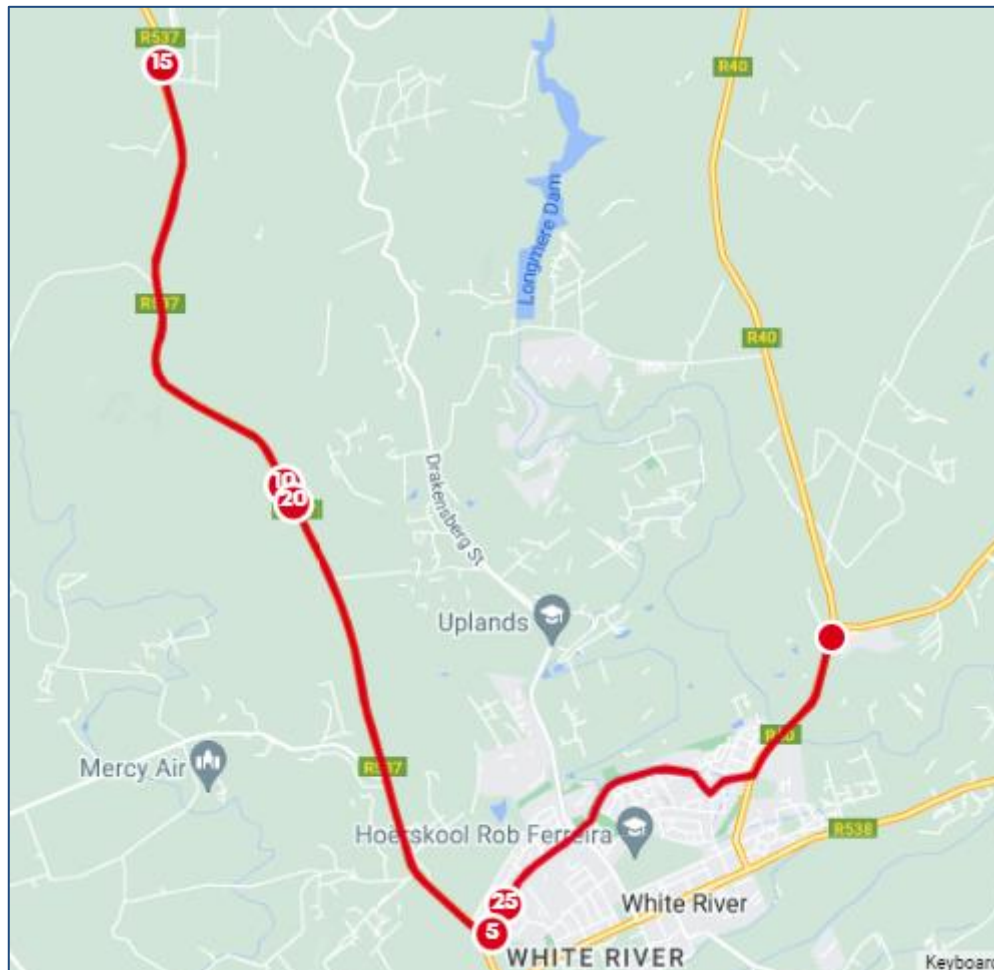 R537
15
R40
Longmere Dam
R537
R40
10
20
Drakensberg St
Uplands
R40
Mercy Air
R537
Hoerskool Rob Ferreira
R538
25
White River
5
WHITE RIVER
Keyboard